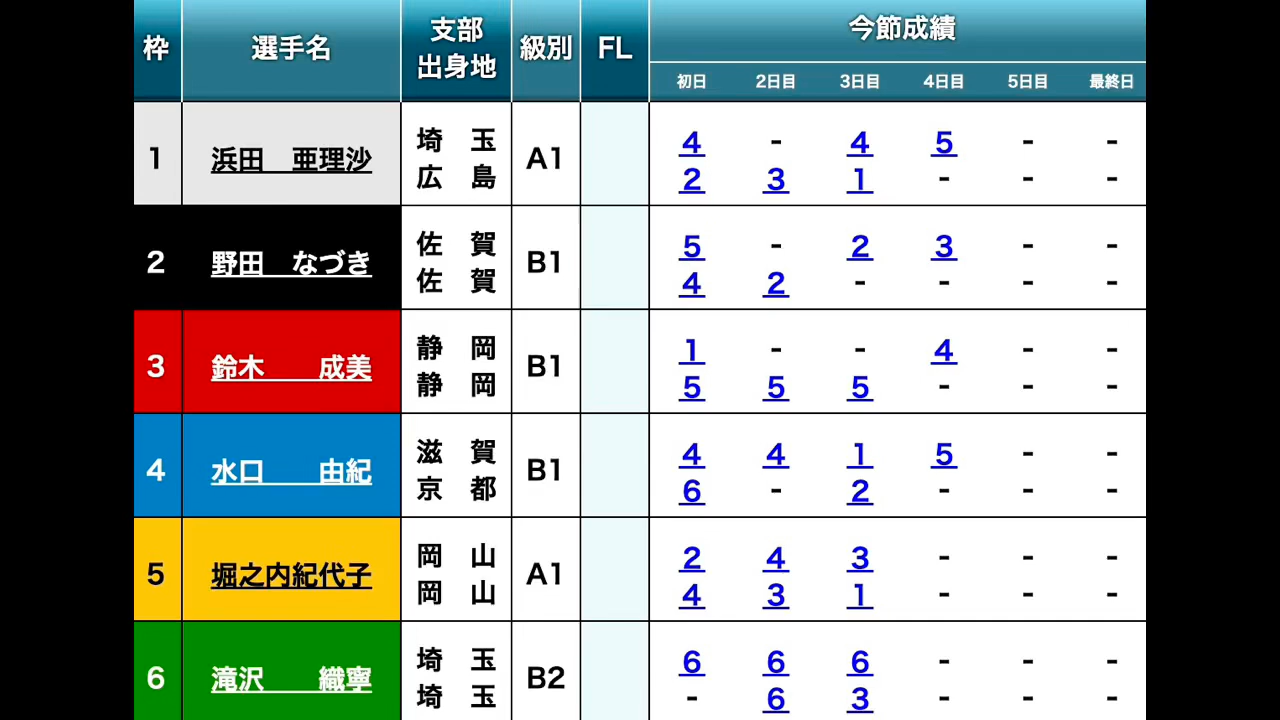 枠 選手名 支部 出身地 級別 FL 今節成績
初日 2日目 3日目 4日目 5日目 最終日
1 浜田 亜理沙 埼玉 A1 4 - 4 5 - -
広島 2 3 1 - - -
2 野田 なづき 佐賀 B1 5 - 2 3 - -
佐賀 4 2 - - - -
3 鈴木 成美 静岡 B1 1 - - 4 - -
静岡 5 5 5 - - -
4 水口 由紀 滋賀 B1 4 4 1 5 - -
京都 6 - 2 - - -
5 堀之内紀代子 岡山 A1 2 4 3 - - -
岡山 4 3 1 - - -
6 滝沢 織寧 埼玉 B2 6 6 6 - - -
埼玉 - 6 3 - - -